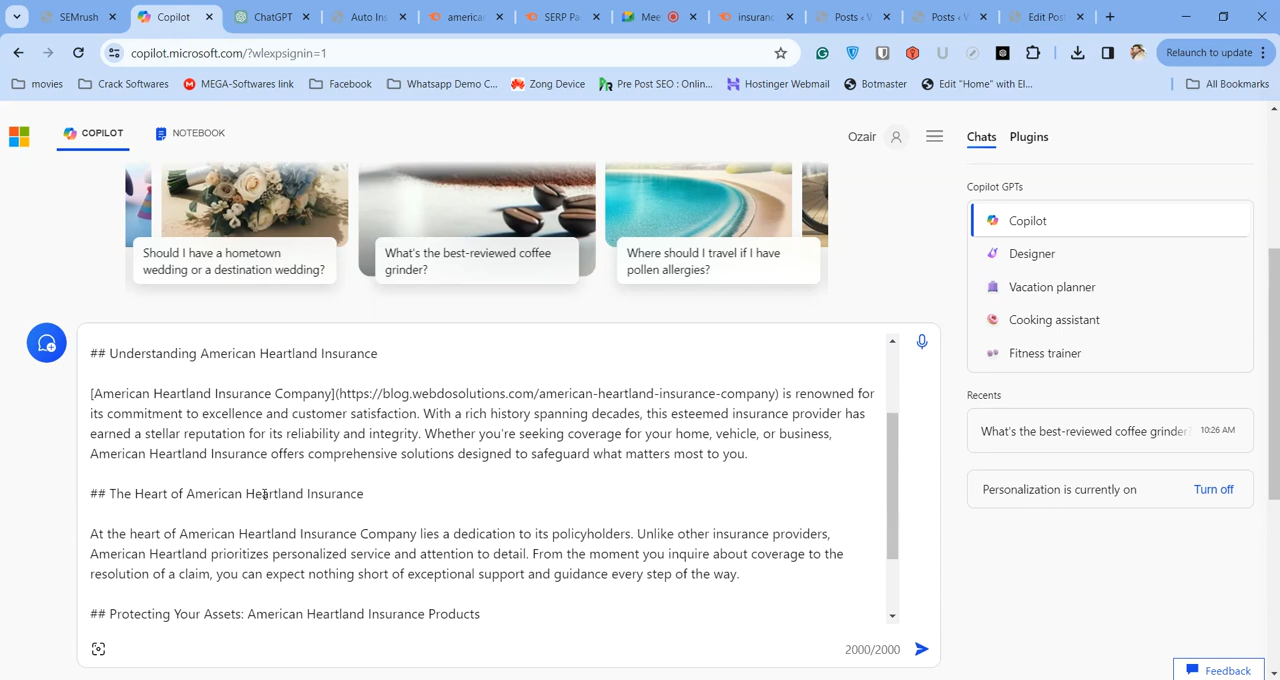 SEMrush
Copilot
ChatGPT
Auto Ins
american
SERP Pa
Mee
insuranc
Posts ‹ V
Posts ‹ W
Edit Post
copilot.microsoft.com/?wlexpsignin=1
Relaunch to update
movies
Crack Softwares
MEGA-Softwares link
Facebook
Whatsapp Demo C...
Zong Device
Pre Post SEO : Onlin...
Hostinger Webmail
Botmaster
Edit "Home" with El...
All Bookmarks
COPILOT
NOTEBOOK
Ozair
Chats
Plugins
Should I have a hometown
wedding or a destination wedding?
What's the best-reviewed coffee
grinder?
Where should I travel if I have
pollen allergies?
Copilot GPTs
Copilot
Designer
Vacation planner
Cooking assistant
Fitness trainer
Recents
What's the best-reviewed coffee grinder?
10:26 AM
Personalization is currently on
Turn off
## Understanding American Heartland Insurance
[American Heartland Insurance Company](https://blog.webdosolutions.com/american-heartland-insurance-company) is renowned for
its commitment to excellence and customer satisfaction. With a rich history spanning decades, this esteemed insurance provider has
earned a stellar reputation for its reliability and integrity. Whether you're seeking coverage for your home, vehicle, or business,
American Heartland Insurance offers comprehensive solutions designed to safeguard what matters most to you.
## The Heart of American Heartland Insurance
At the heart of American Heartland Insurance Company lies a dedication to its policyholders. Unlike other insurance providers,
American Heartland prioritizes personalized service and attention to detail. From the moment you inquire about coverage to the
resolution of a claim, you can expect nothing short of exceptional support and guidance every step of the way.
## Protecting Your Assets: American Heartland Insurance Products
2000/2000
Feedback